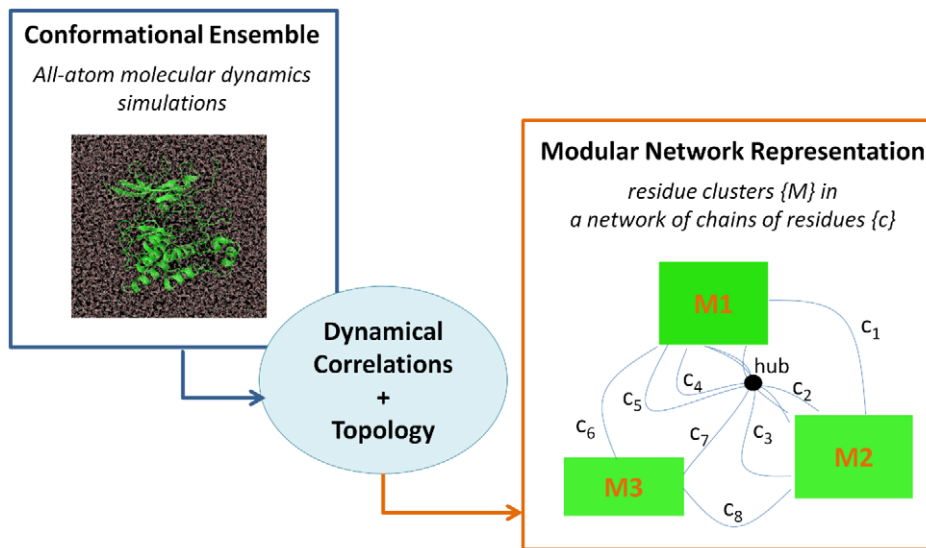 Conformational Ensemble
All-atom molecular dynamics
simulations
Dynamical
Correlations
+
Topology
Modular Network Representation
residue clusters {M} in
a network of chains of residues {c}
M1
c1
hub
c4
c2
c5
c6
c7
c3
M2
M3
c8